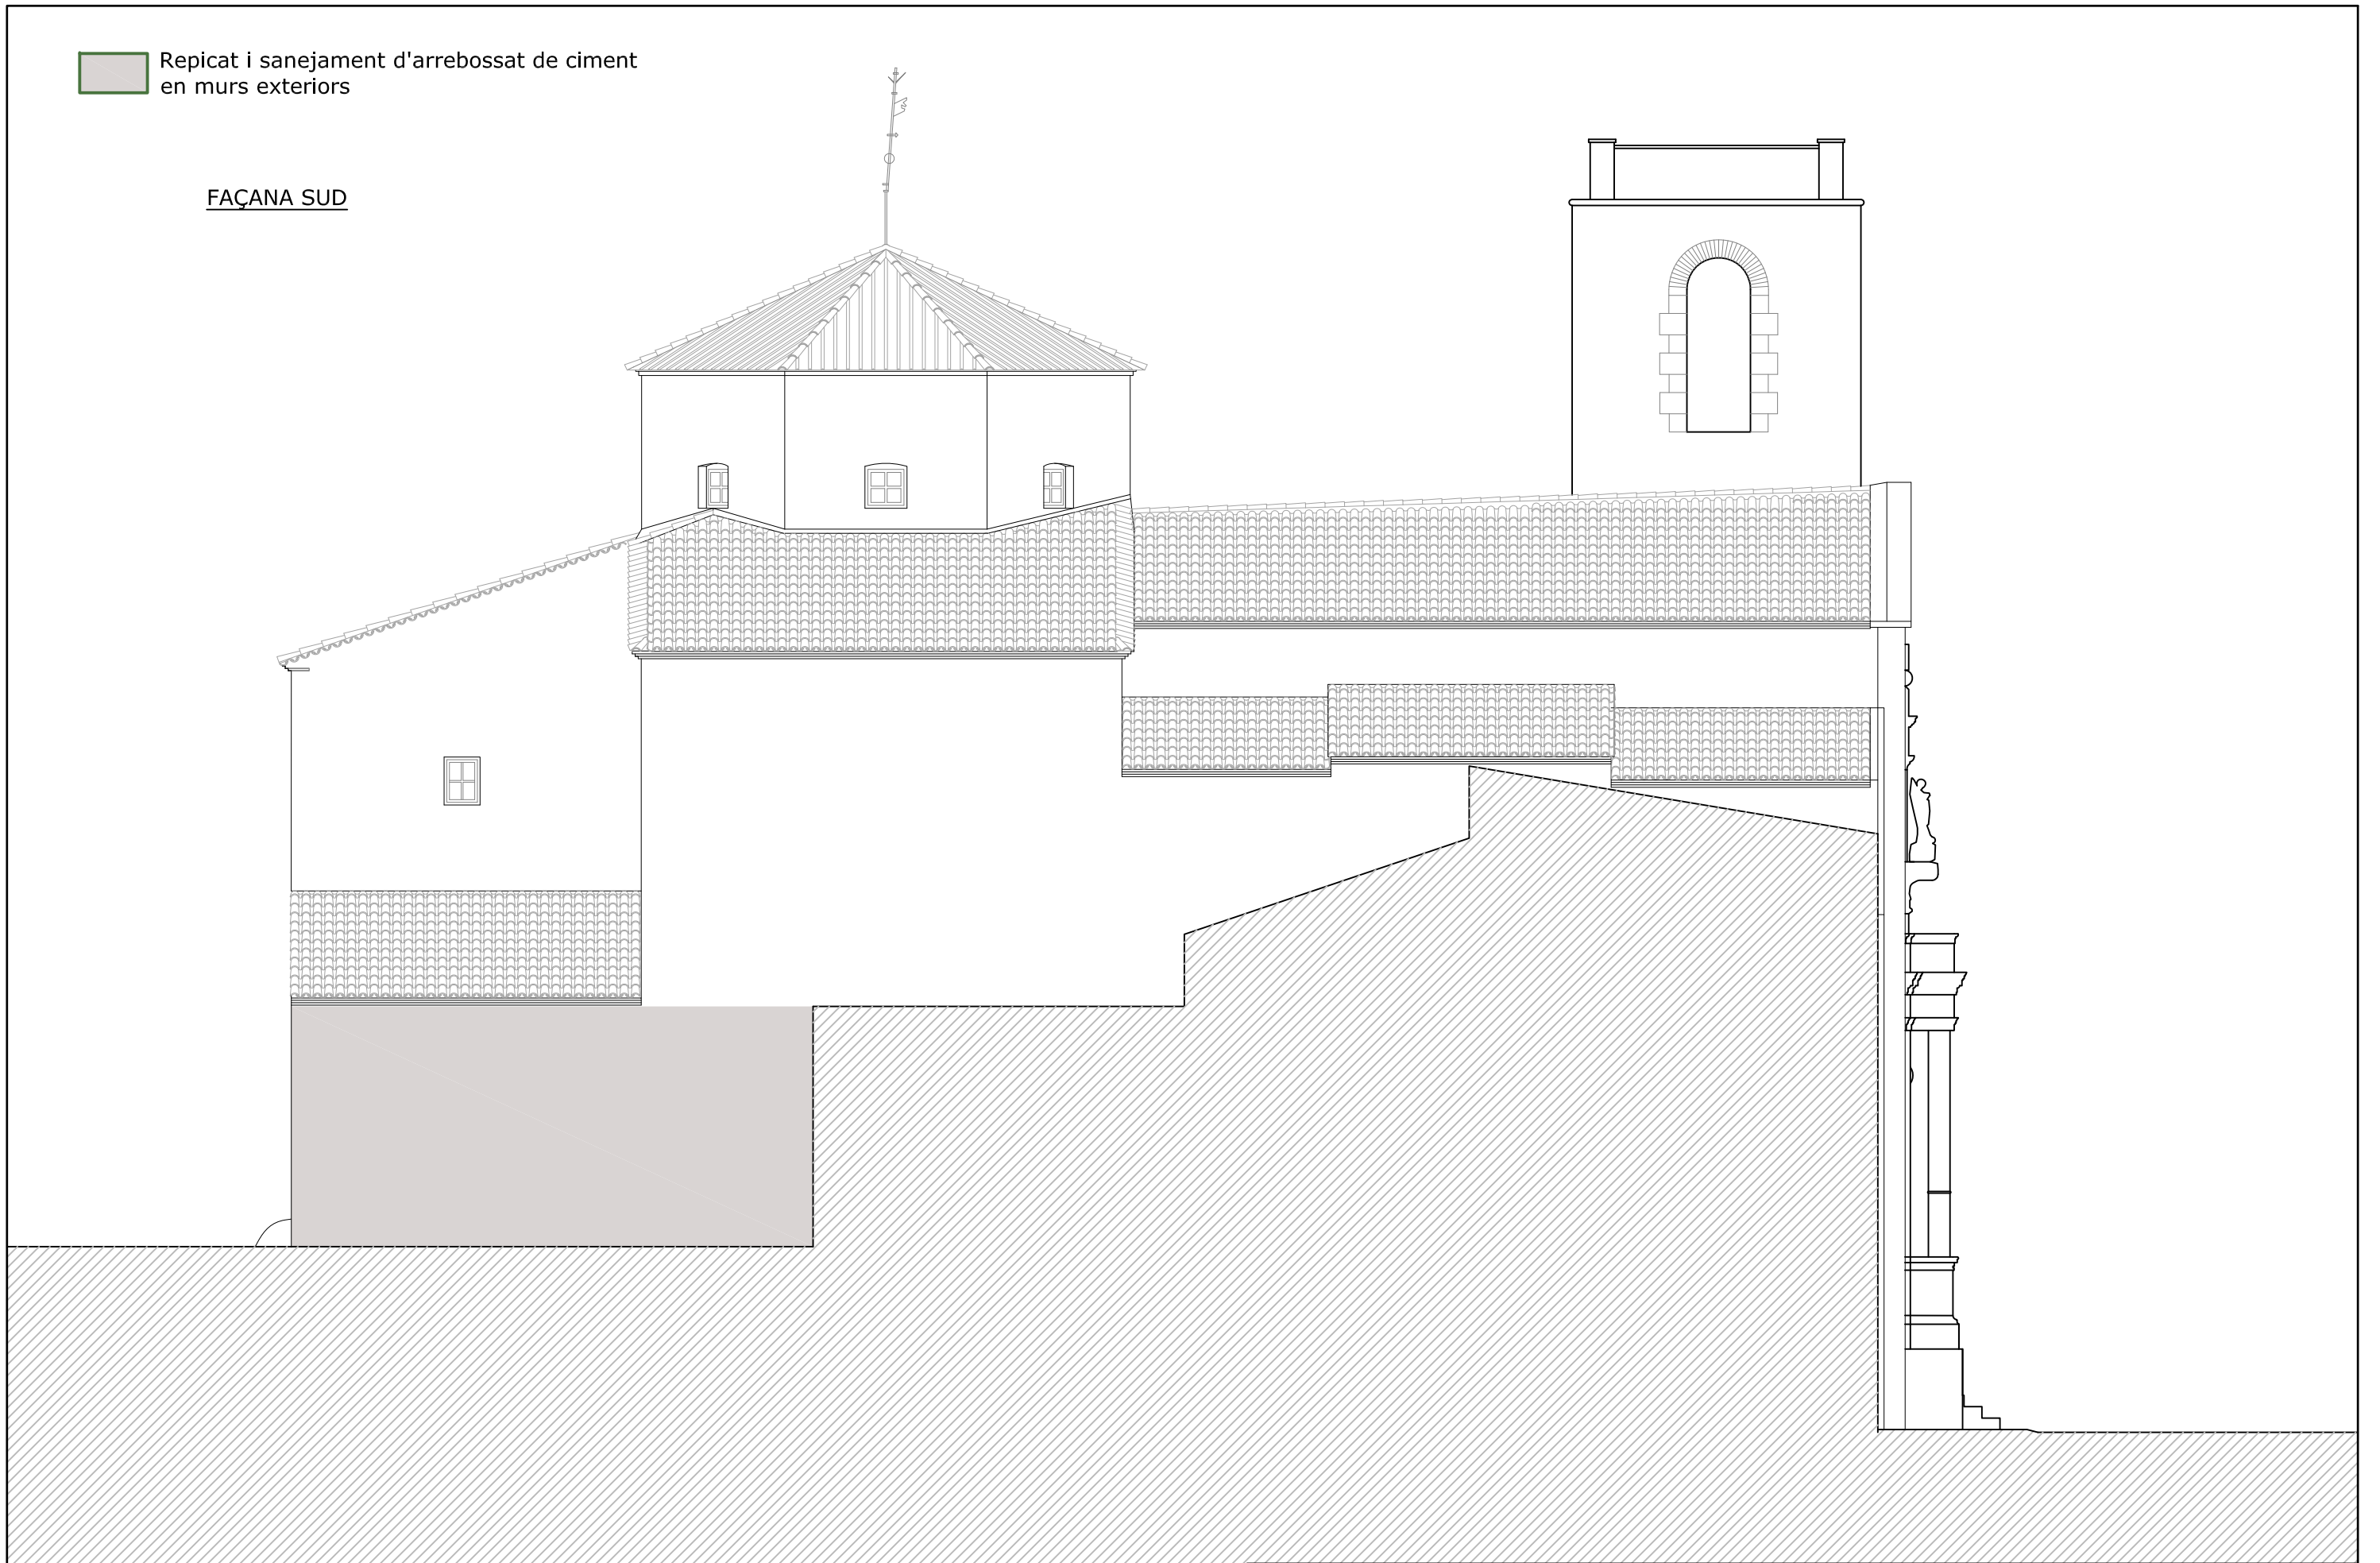 Repicat i sanejament d'arrebossat de ciment
en murs exteriors
FAÇANA SUD